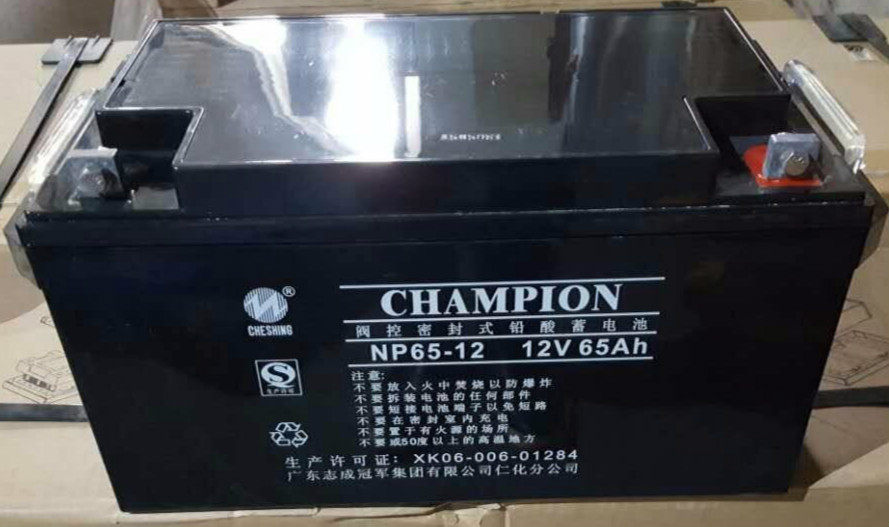 CHAMPION
阀控密封式铅酸蓄电池
NP65-12 12V 65Ah
®
CHESHING
生产许可
注意:
不要放入火中焚烧以防爆炸
不要拆装电池的任何部件
不要短接电池端子以免短路
不要在密封室内充电
不要置于有火源的场所
不要或50度以上的高温地方
生产许可证: XK06-006-01284
广东志成冠军集团有限公司仁化分公司